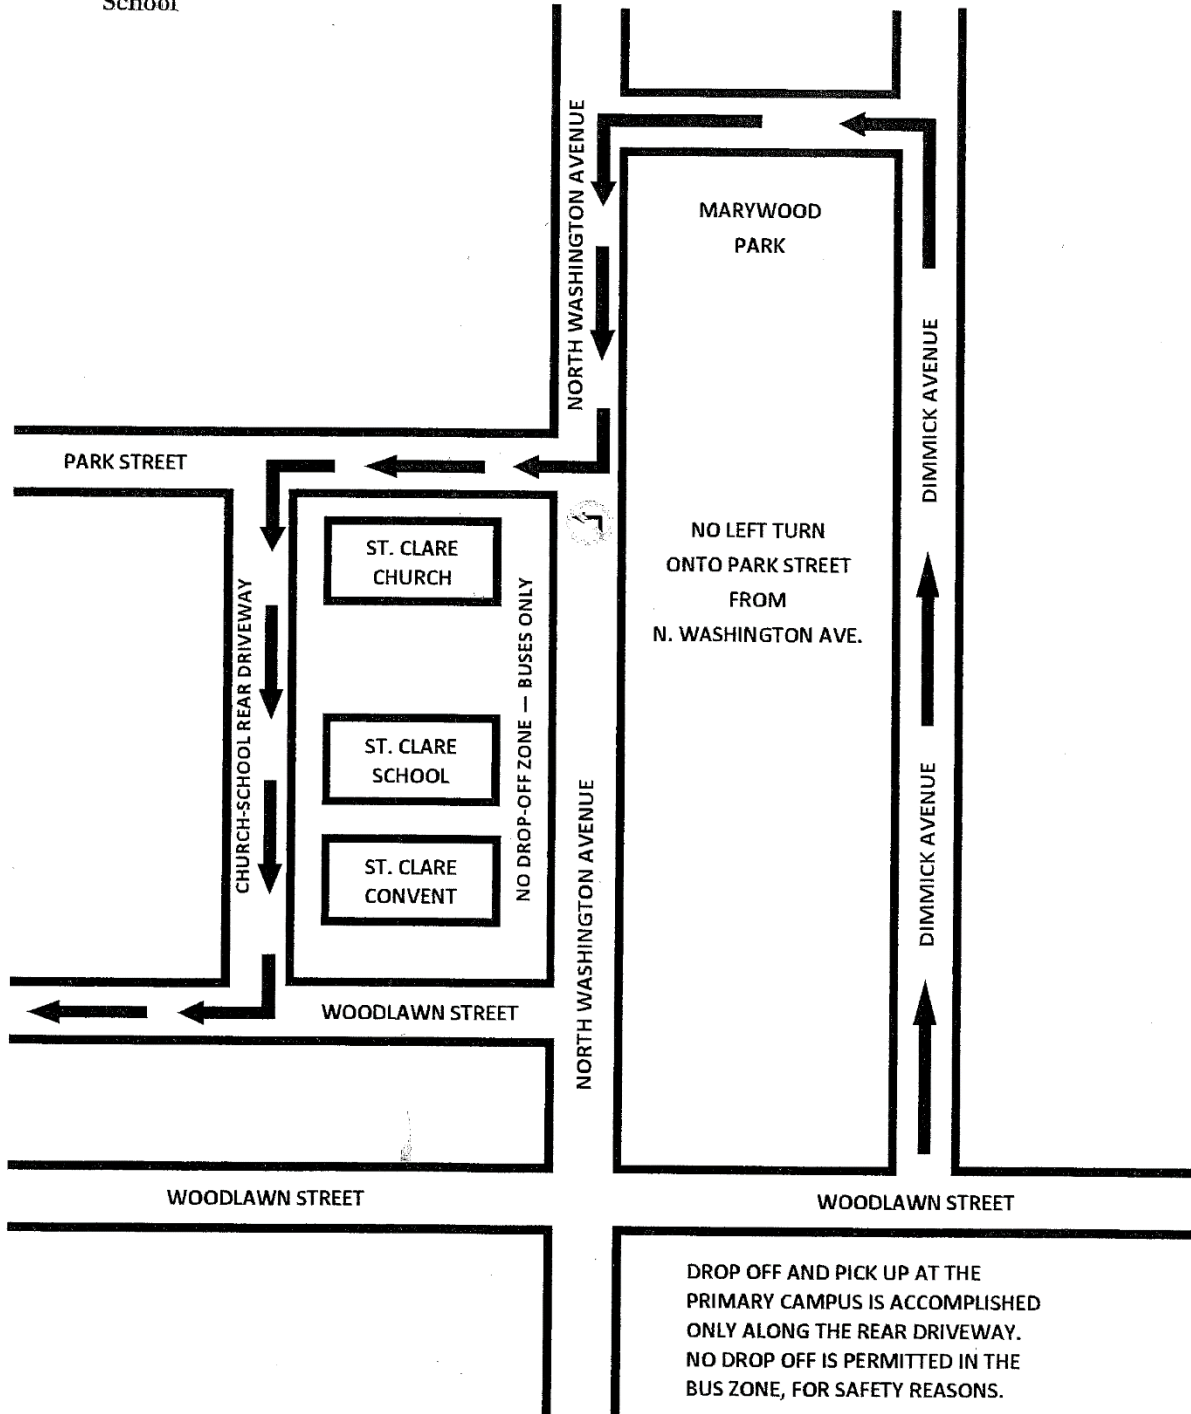 School
NORTH WASHINGTON AVENUE
MARYWOOD
PARK
DIMMICK AVENUE
PARK STREET
NO LEFT TURN
ONTO PARK STREET
FROM
N. WASHINGTON AVE.
ST. CLARE
CHURCH
CHURCH-SCHOOL REAR DRIVEWAY
NO DROP-OFF ZONE — BUSES ONLY
ST. CLARE
SCHOOL
ST. CLARE
CONVENT
NORTH WASHINGTON AVENUE
DIMMICK AVENUE
WOODLAWN STREET
WOODLAWN STREET
WOODLAWN STREET
DROP OFF AND PICK UP AT THE
PRIMARY CAMPUS IS ACCOMPLISHED
ONLY ALONG THE REAR DRIVEWAY.
NO DROP OFF IS PERMITTED IN THE
BUS ZONE, FOR SAFETY REASONS.